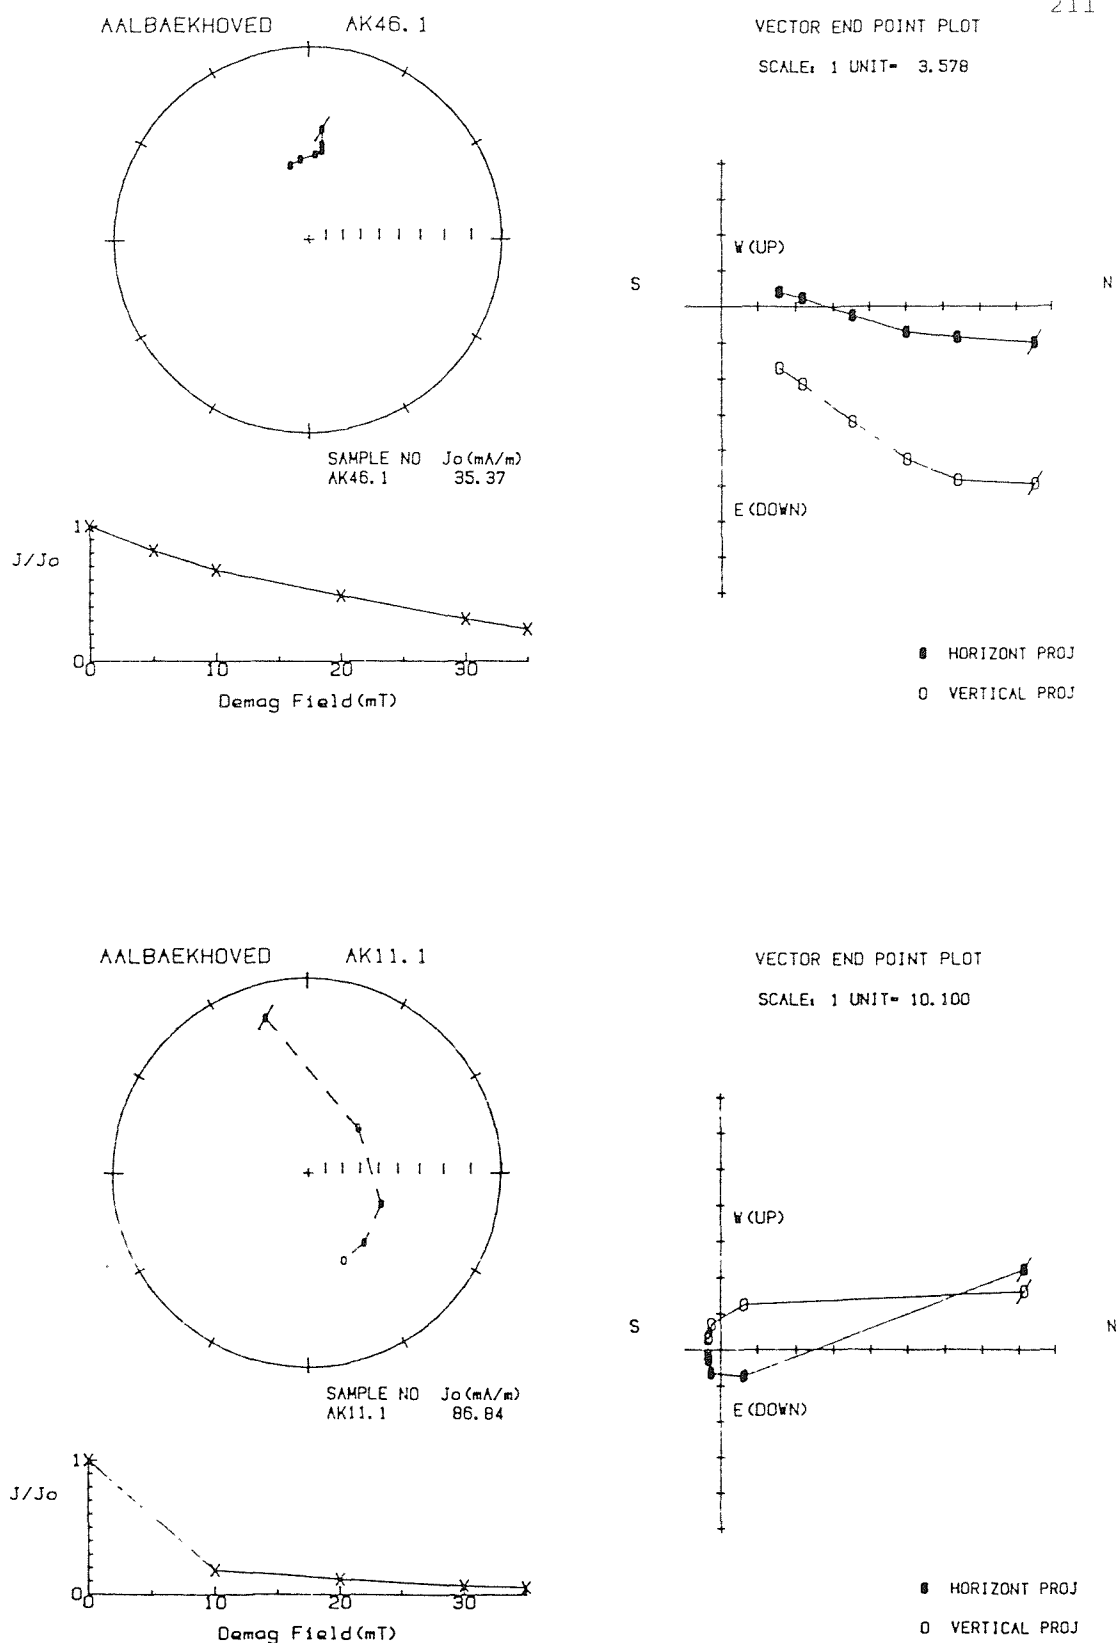 211
AALBAEKHOVED AK46.1
VECTOR END POINT PLOT
SCALE: 1 UNIT= 3.578
W(UP)
S
N
E(DOWN)
SAMPLE NO Jo(mA/m)
AK46.1 35.37
1
J/Jo
0
0 10 20 30
Demag Field(mT)
HORIZONT PROJ
VERTICAL PROJ
AALBAEKHOVED AK11.1
VECTOR END POINT PLOT
SCALE: 1 UNIT= 10.100
W(UP)
S
N
E(DOWN)
SAMPLE NO Jo(mA/m)
AK11.1 86.84
1
J/Jo
0
0 10 20 30
Demag Field(mT)
HORIZONT PROJ
VERTICAL PROJ